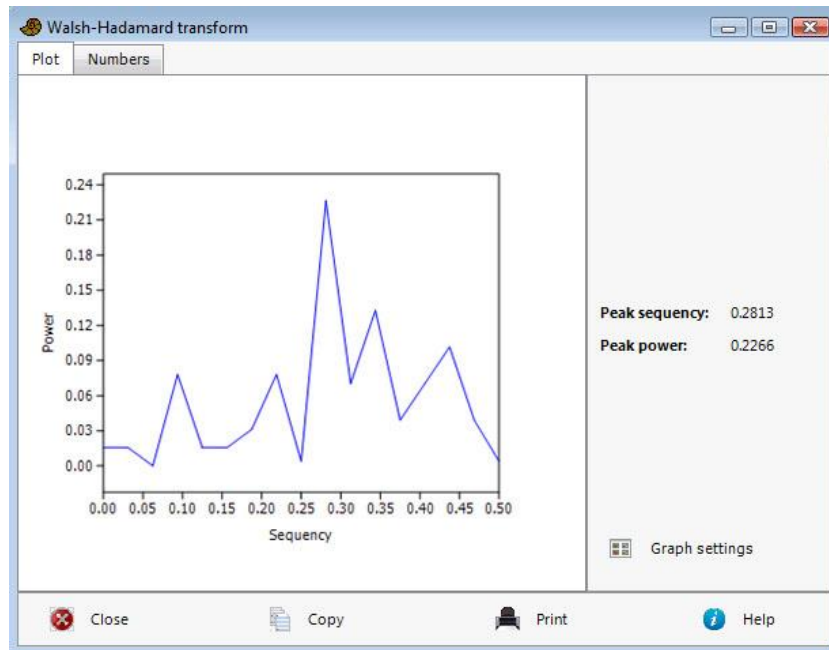 Walsh-Hadamard transform
Plot Numbers
0.24
0.21
0.18
0.15
0.12
0.09
0.06
0.03
0.00
Power
0.00 0.05 0.10 0.15 0.20 0.25 0.30 0.35 0.40 0.45 0.50
Sequency
Peak sequency: 0.2813
Peak power: 0.2266
Graph settings
Close Copy Print Help